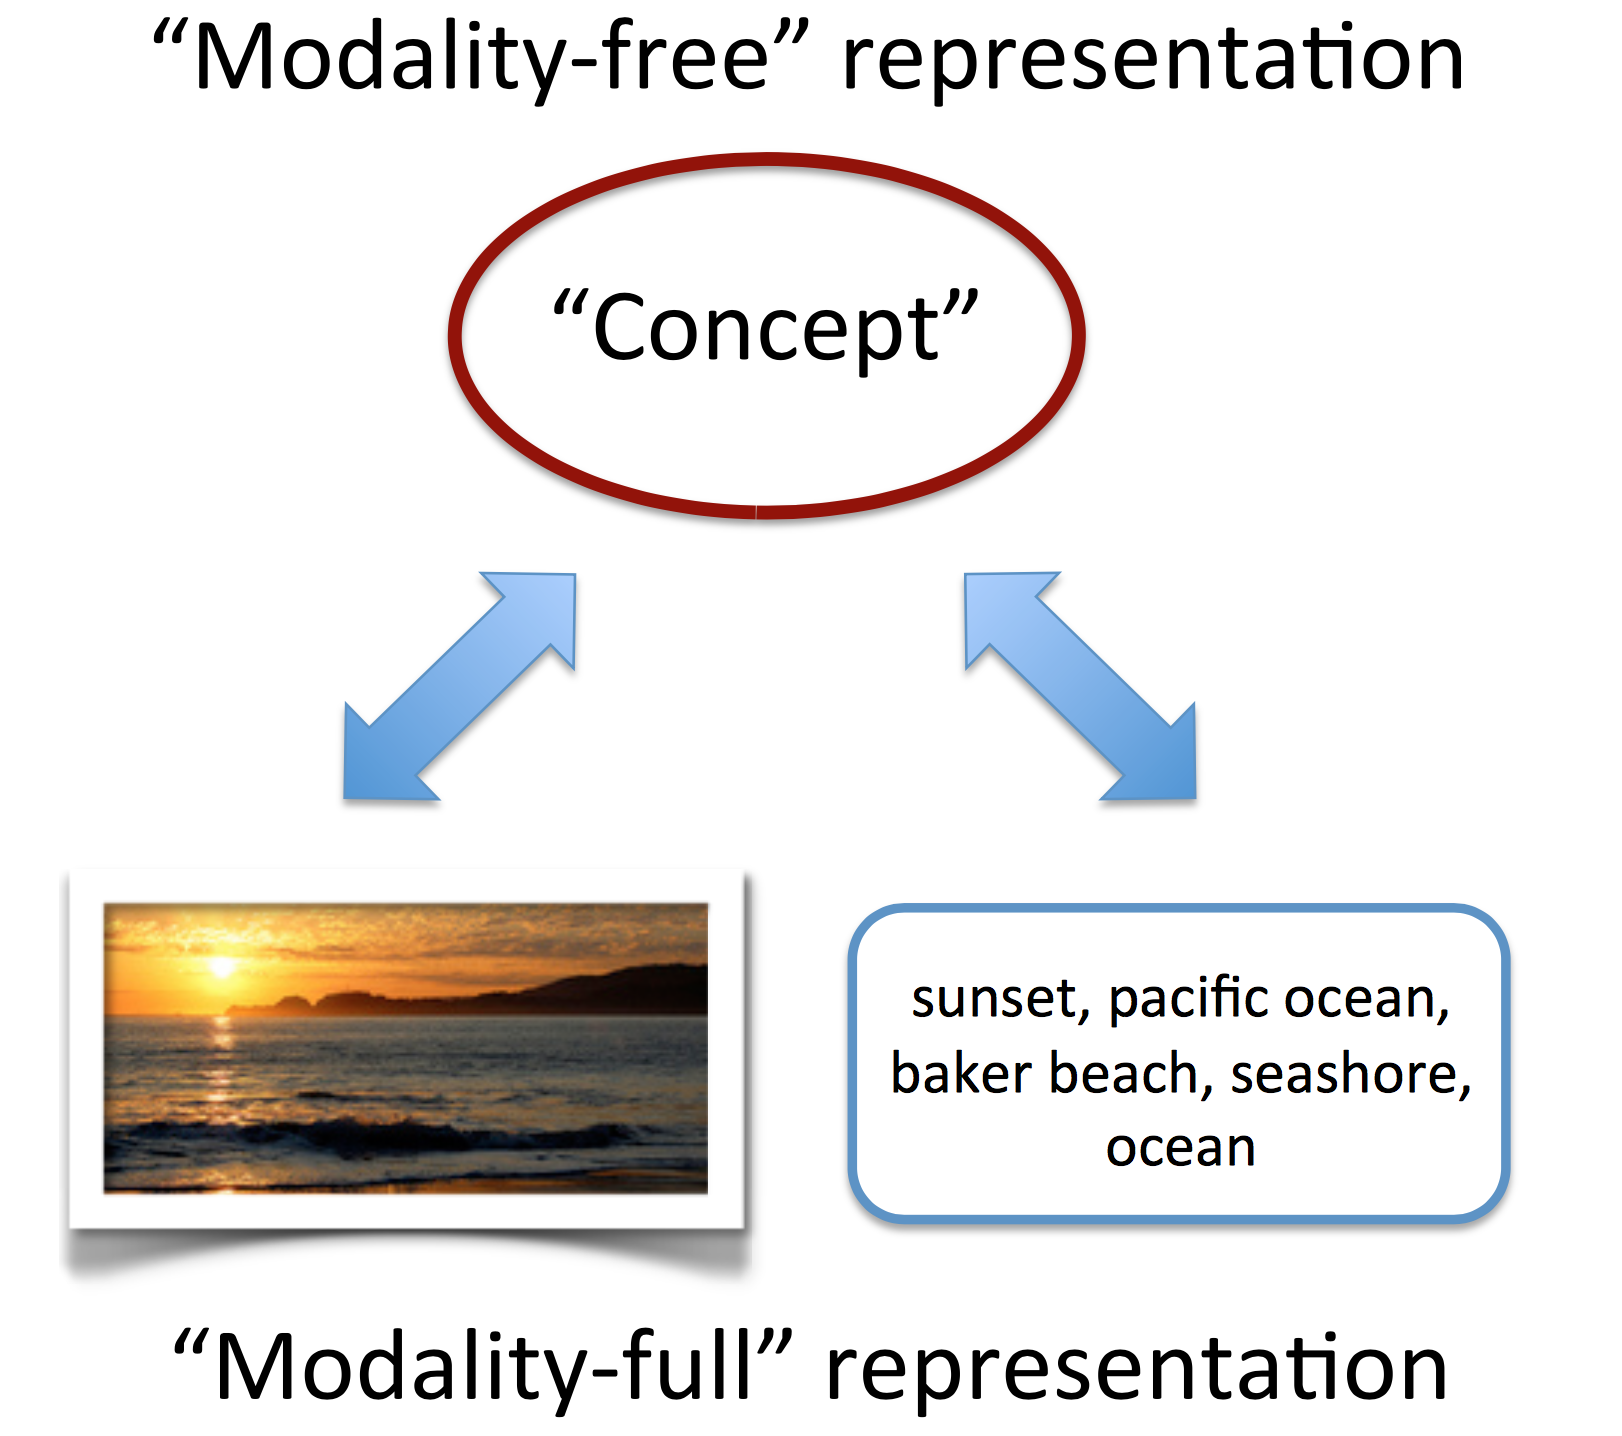 “Modality-free” representation
“Concept”
sunset, pacific ocean,
baker beach, seashore,
ocean
“Modality-full” representation